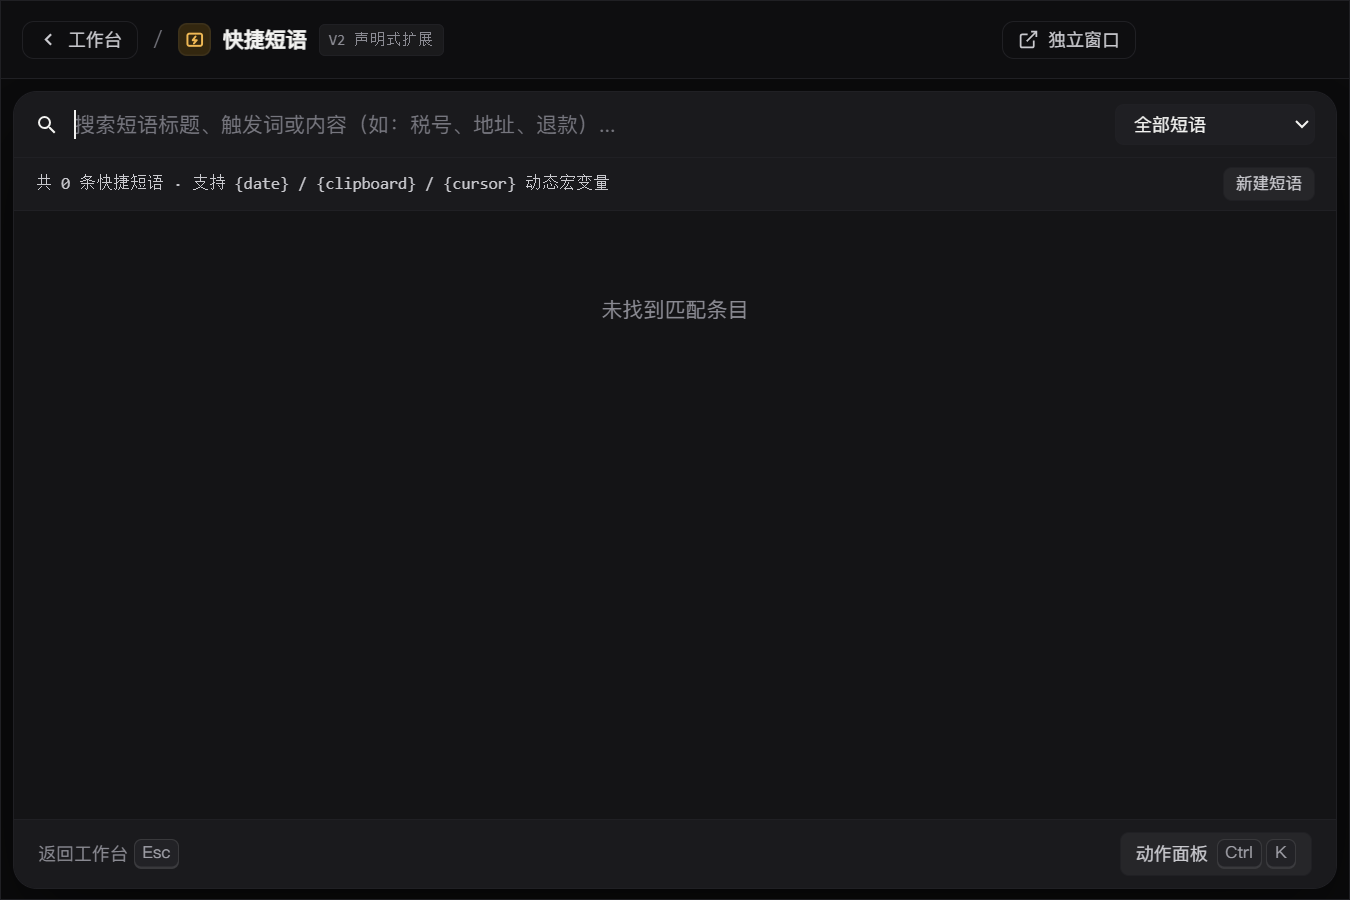 工作台 / 快捷短语 V2 声明式扩展 独立窗口
搜索短语标题、触发词或内容（如：税号、地址、退款）... 全部短语
共 0 条快捷短语 · 支持 {date} / {clipboard} / {cursor} 动态宏变量 新建短语
未找到匹配条目
返回工作台 Esc 动作面板 Ctrl K